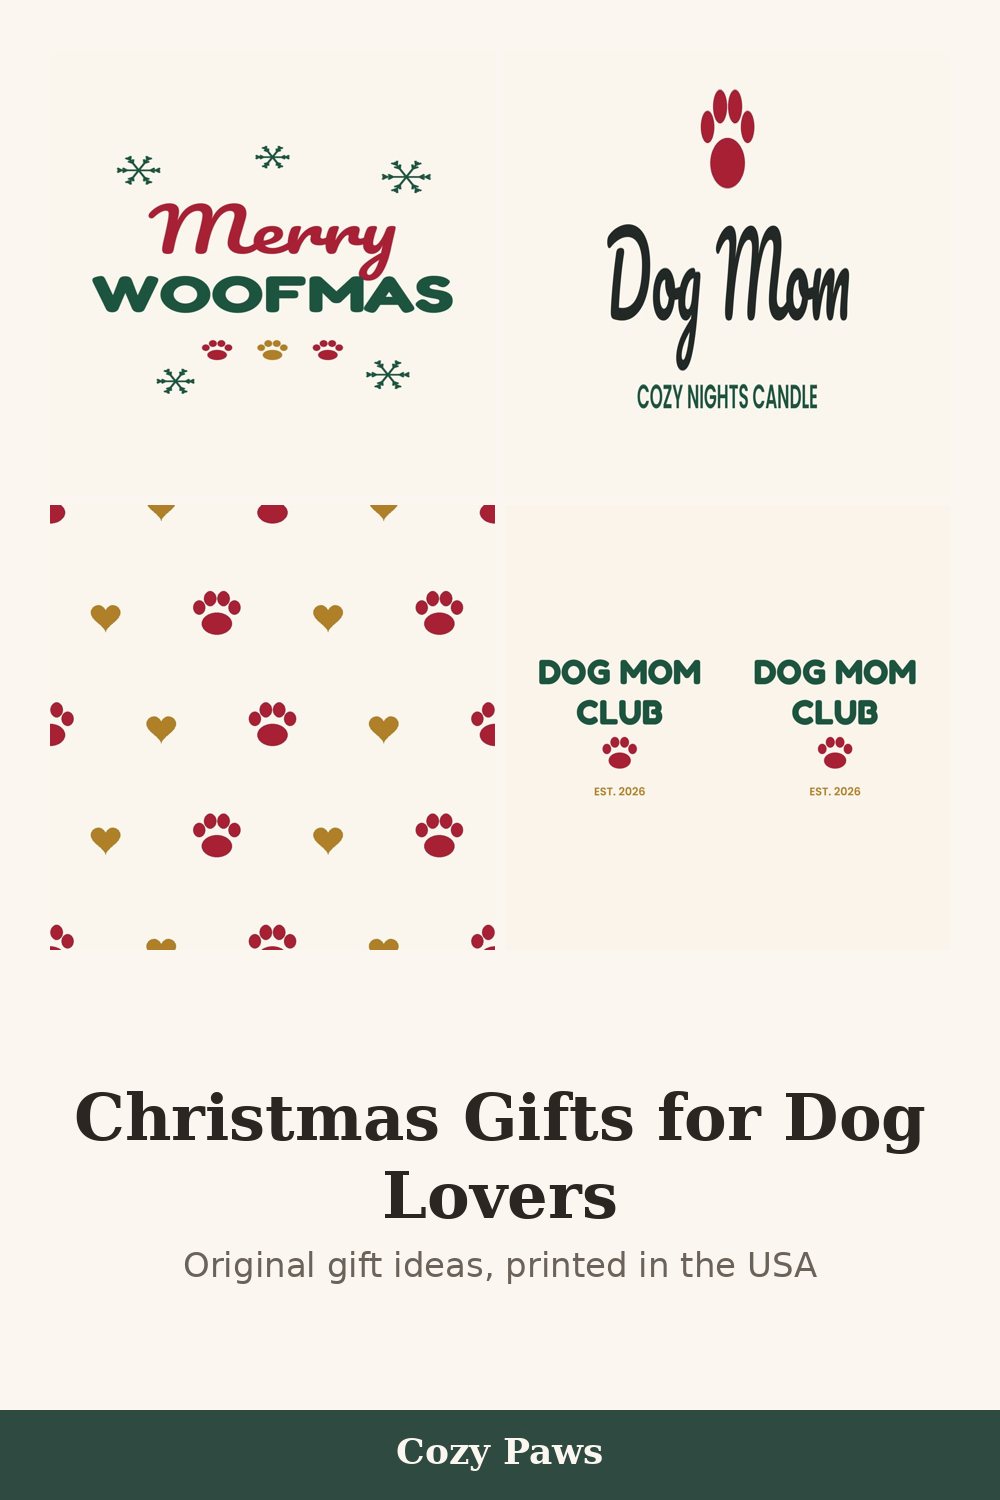 Merry
WOOFMAS
Dog Mom
COZY NIGHTS CANDLE
DOG MOM
CLUB
EST. 2026
DOG MOM
CLUB
EST. 2026
Christmas Gifts for Dog
Lovers
Original gift ideas, printed in the USA
Cozy Paws